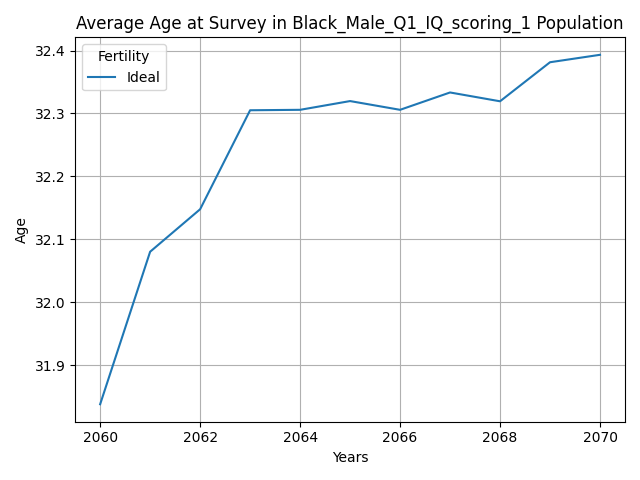 Average Age at Survey in Black_Male_Q1_IQ_scoring_1 Population
Fertility
Ideal
32.4
32.3
32.2
32.1
32.0
31.9
Age
2060
2062
2064
2066
2068
2070
Years